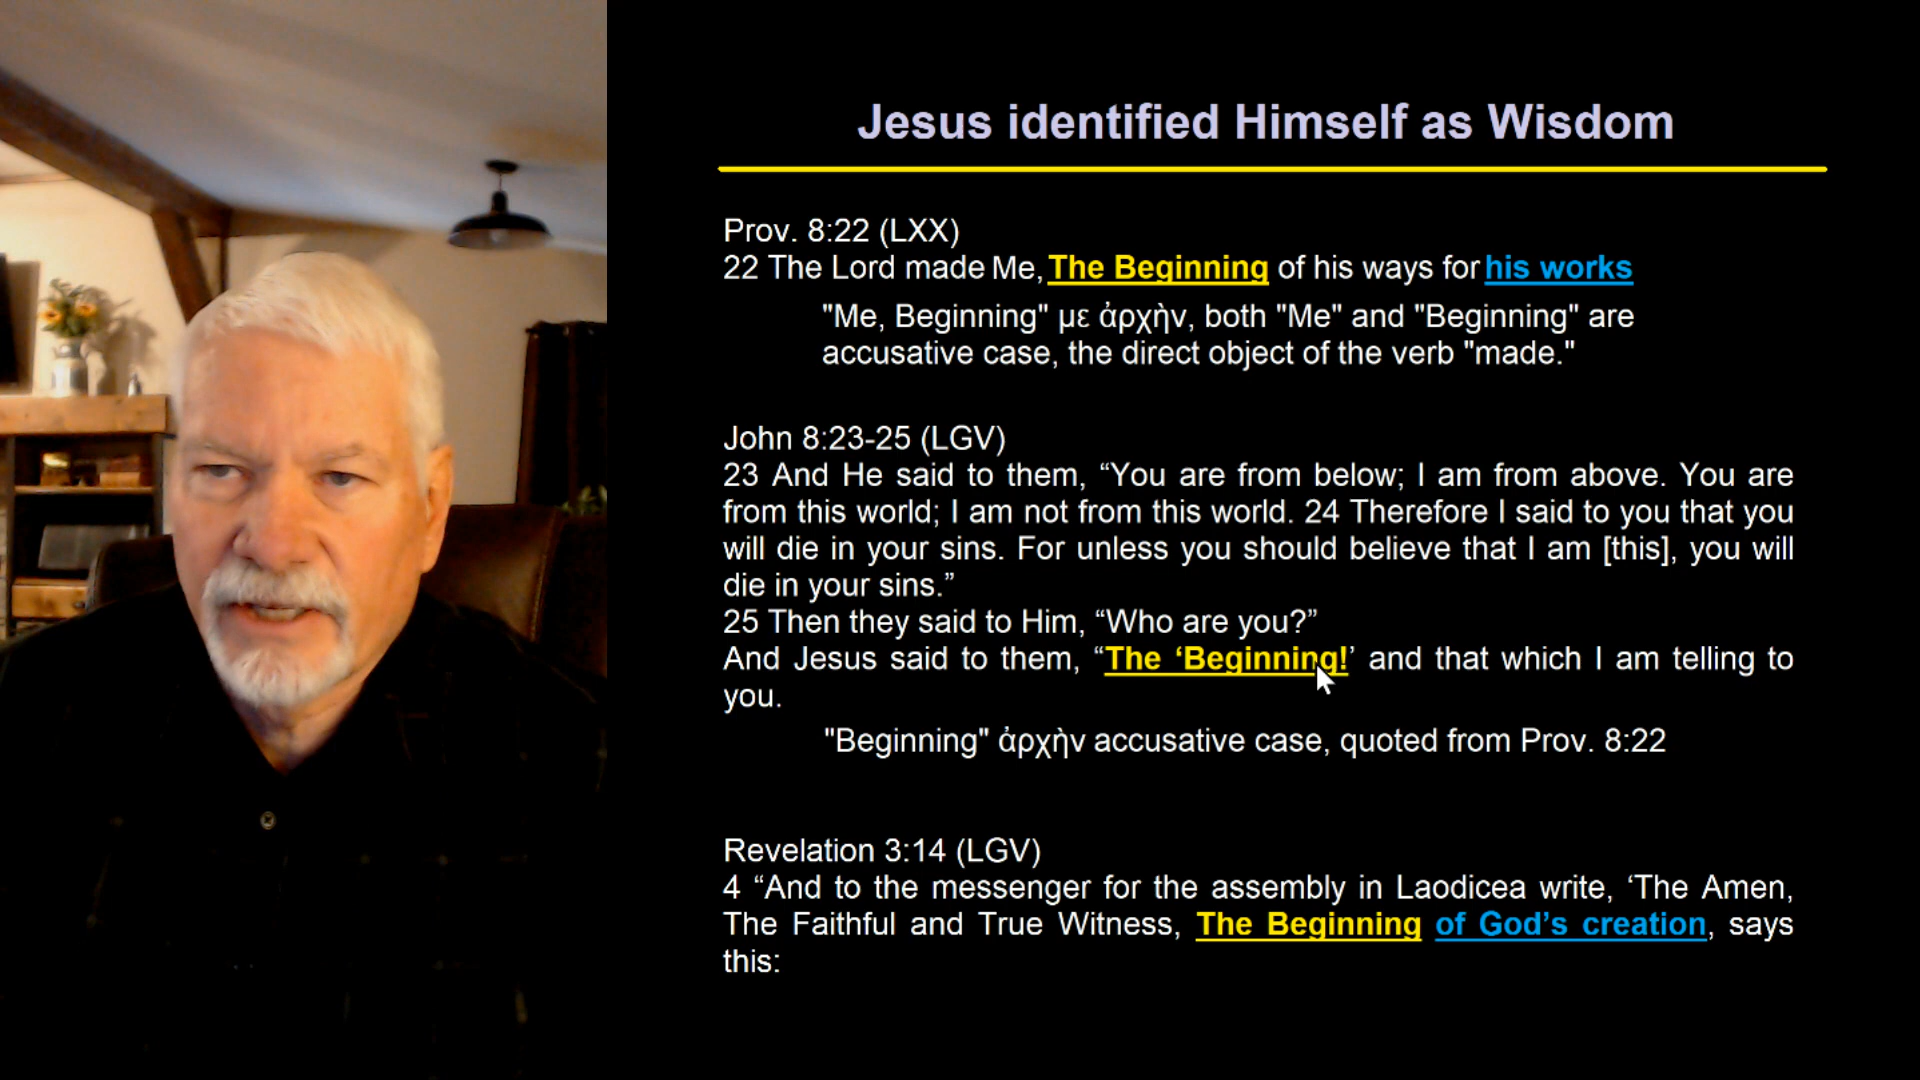 Jesus identified Himself as Wisdom
Prov. 8:22 (LXX)
22 The Lord made Me, The Beginning of his ways for his works
"Me, Beginning" με ἀρχὴν, both "Me" and "Beginning" are
accusative case, the direct object of the verb "made."
John 8:23-25 (LGV)
23 And He said to them, “You are from below; I am from above. You are
from this world; I am not from this world. 24 Therefore I said to you that you
will die in your sins. For unless you should believe that I am [this], you will
die in your sins.”
25 Then they said to Him, “Who are you?”
And Jesus said to them, “The ‘Beginning!’ and that which I am telling to
you.
"Beginning" ἀρχὴν accusative case, quoted from Prov. 8:22
Revelation 3:14 (LGV)
4 “And to the messenger for the assembly in Laodicea write, ‘The Amen,
The Faithful and True Witness, The Beginning of God’s creation, says
this: